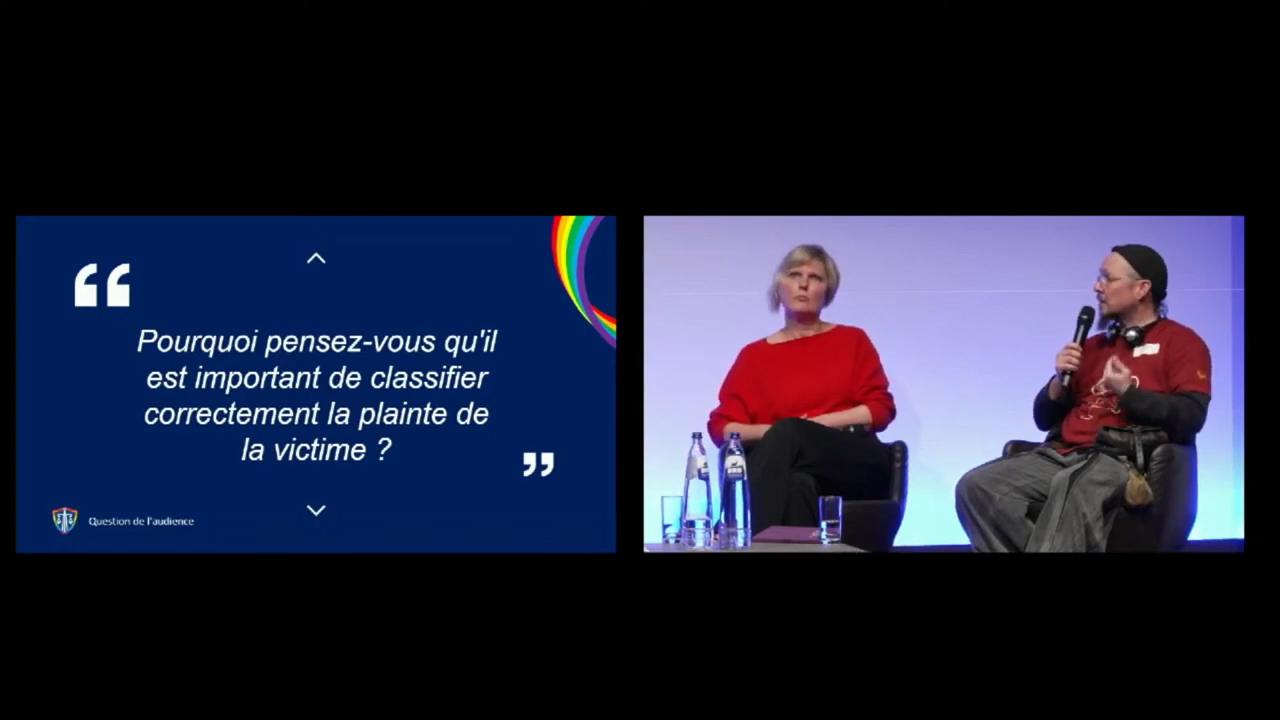 “
Pourquoi pensez-vous qu'il
est important de classifier
correctement la plainte de
la victime ?
”
Question de l'audience